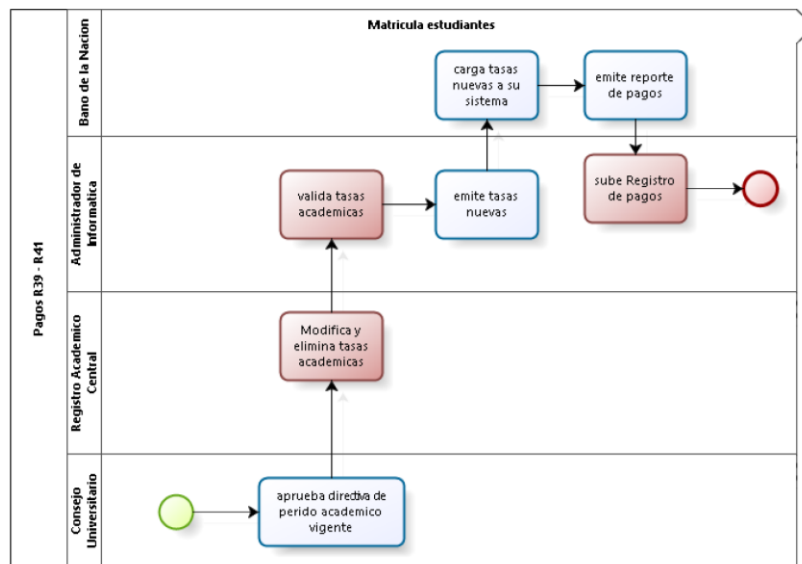 Matricula estudiantes
Pagos R39 - R41
Bano de la Nacion
carga tasas
nuevas a su
sistema
emite reporte
de pagos
Administrador de
Informatica
valida tasas
academicas
emite tasas
nuevas
sube Registro
de pagos
Registro Academico
Central
Modifica y
elimina tasas
academicas
Consejo
Universitario
aprueba directiva de
perido academico
vigente